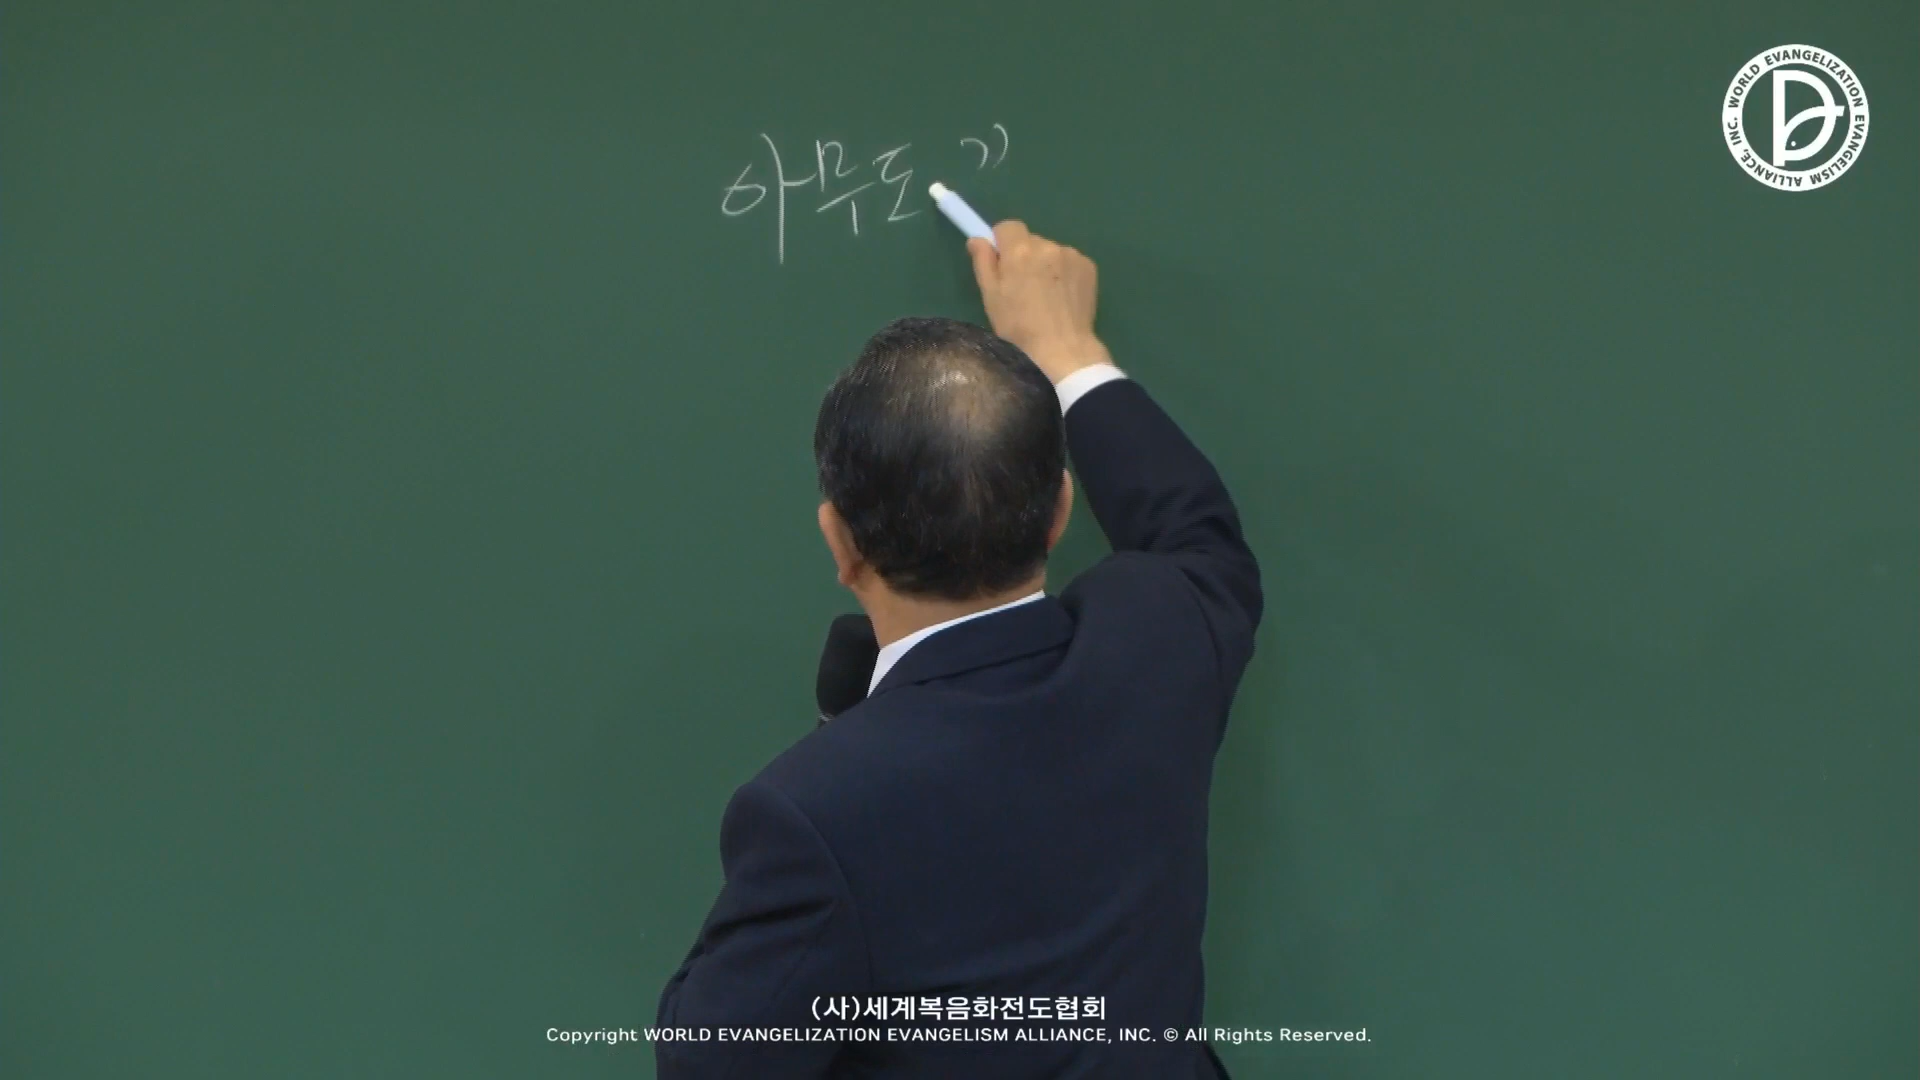 아무도
WORLD EVANGELIZATION EVANGELISM ALLIANCE, INC.
(사)세계복음화전도협회
Copyright WORLD EVANGELIZATION EVANGELISM ALLIANCE, INC. © All Rights Reserved.